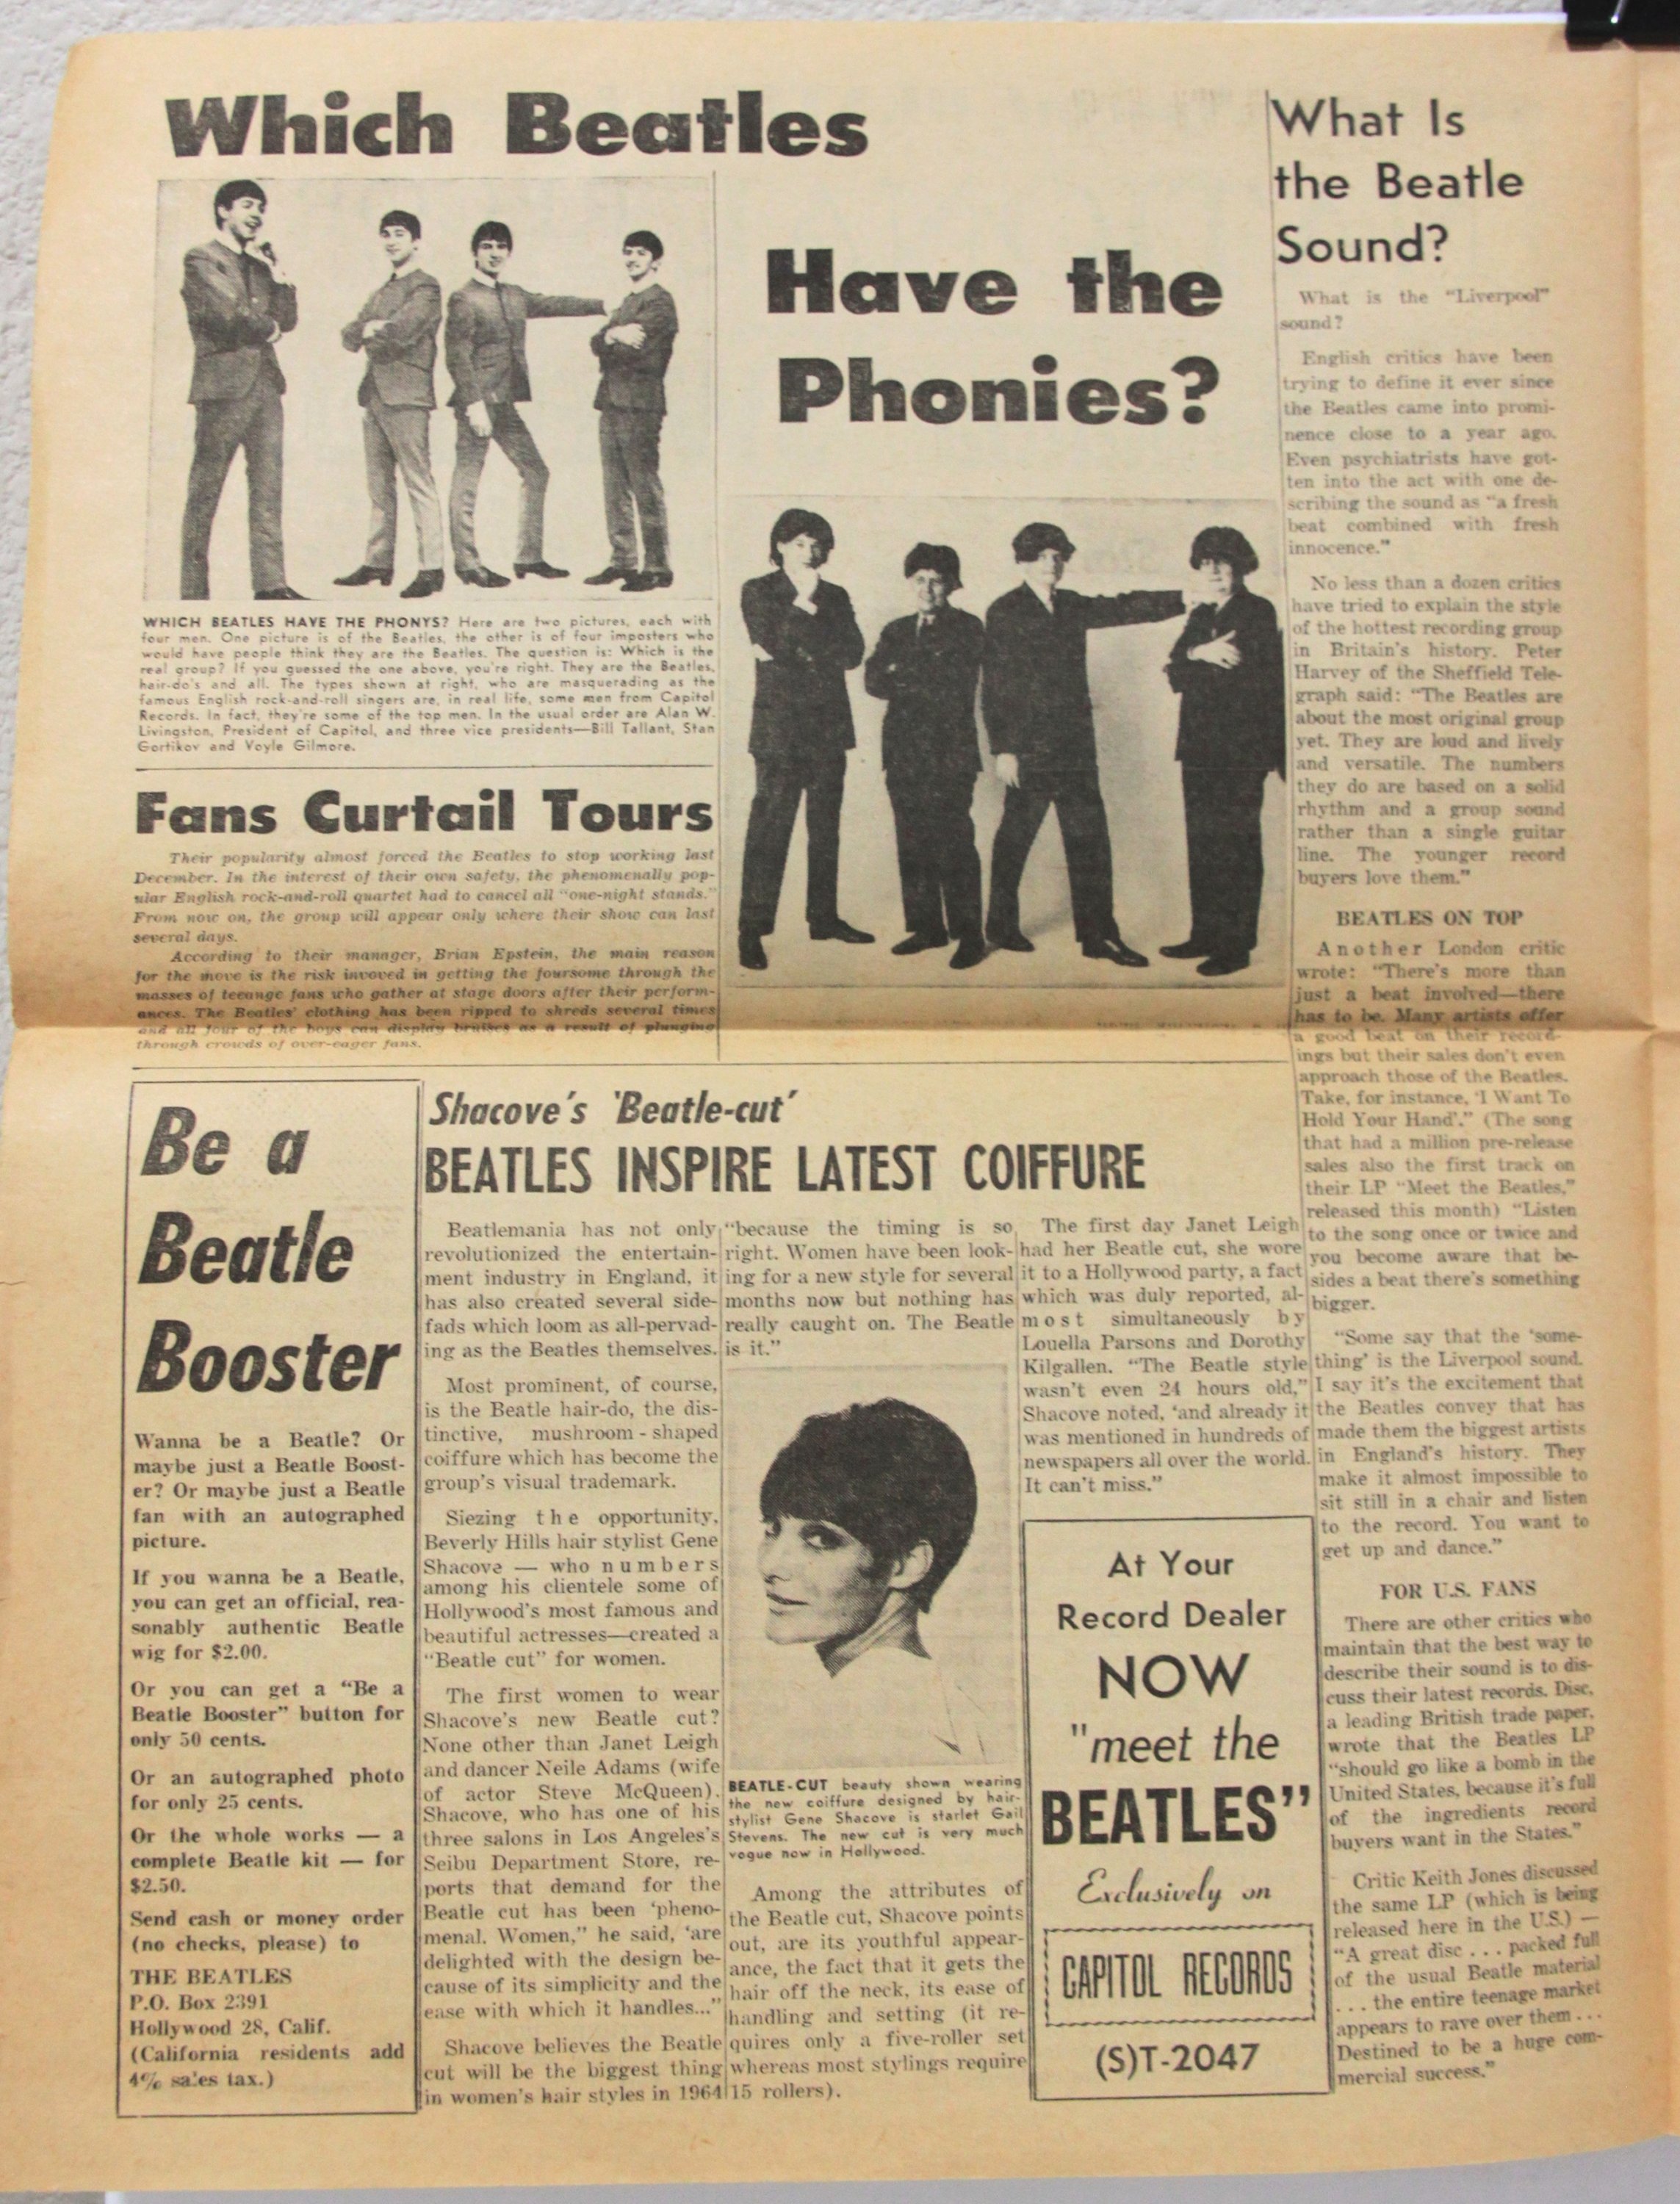 Which Beatles
Have the
Phonies?
WHICH BEATLES HAVE THE PHONYS? Here are two pictures, each with
four men. One picture is of the Beatles, the other is of four imposters who
would have people think they are the Beatles. The question is: Which is the
real group? If you guessed the one above, you're right. They are the Beatles,
hair-do's and all. The types shown at right, who are masquerading as the
famous English rock-and-roll singers are, in real life, some men from Capitol
Records. In fact, they're some of the top men. In the usual order are Alan W.
Livingston, President of Capitol, and three vice presidents—Bill Tallant, Stan
Gortikov and Voyle Gilmore.
Fans Curtail Tours
Their popularity almost forced the Beatles to stop working last
December. In the interest of their own safety, the phenomenally pop-
ular English rock-and-roll quartet had to cancel all "one-night stands."
From now on, the group will appear only where their show can last
several days.
According to their manager, Brian Epstein, the main reason
for the move is the risk invoved in getting the foursome through the
masses of teenage fans who gather at stage doors after their perform-
ances. The Beatles' clothing has been ripped to shreds several times
and all four of the boys can display bruises as a result of plunging
through crowds of over-eager fans.
Be a
Beatle
Booster
Wanna be a Beatle? Or
maybe just a Beatle Boost-
er? Or maybe just a Beatle
fan with an autographed
picture.
If you wanna be a Beatle,
you can get an official, rea-
sonably authentic Beatle
wig for $2.00.
Or you can get a "Be a
Beatle Booster" button for
only 50 cents.
Or an autographed photo
for only 25 cents.
Or the whole works — a
complete Beatle kit — for
$2.50.
Send cash or money order
(no checks, please) to
THE BEATLES
P.O. Box 2391
Hollywood 28, Calif.
(California residents add
4% sales tax.)
Shacove's 'Beatle-cut'
BEATLES INSPIRE LATEST COIFFURE
Beatlemania has not only
revolutionized the entertain-
ment industry in England, it
has also created several side-
fads which loom as all-pervad-
ing as the Beatles themselves.
Most prominent, of course,
is the Beatle hair-do, the dis-
tinctive, mushroom-shaped
coiffure which has become the
group's visual trademark.
Siezing the opportunity,
Beverly Hills hair stylist Gene
Shacove — who numbers
among his clientele some of
Hollywood's most famous and
beautiful actresses—created a
"Beatle cut" for women.
The first women to wear
Shacove's new Beatle cut?
None other than Janet Leigh
and dancer Neile Adams (wife
of actor Steve McQueen).
Shacove, who has one of his
three salons in Los Angeles's
Seibu Department Store, re-
ports that demand for the
Beatle cut has been 'pheno-
menal. Women," he said, 'are
delighted with the design be-
cause of its simplicity and the
ease with which it handles..."
Shacove believes the Beatle
cut will be the biggest thing
in women's hair styles in 1964
"because the timing is so
right. Women have been look-
ing for a new style for several
months now but nothing has
really caught on. The Beatle
is it."
BEATLE-CUT beauty shown wearing
the new coiffure designed by hair-
stylist Gene Shacove is starlet Gail
Stevens. The new cut is very much
vogue now in Hollywood.
Among the attributes of
the Beatle cut, Shacove points
out, are its youthful appear-
ance, the fact that it gets the
hair off the neck, its ease of
handling and setting (it re-
quires only a five-roller set
whereas most stylings require
15 rollers).
The first day Janet Leigh
had her Beatle cut, she wore
it to a Hollywood party, a fact
which was duly reported, al-
most simultaneously by
Louella Parsons and Dorothy
Kilgallen. "The Beatle style
wasn't even 24 hours old,"
Shacove noted, 'and already it
was mentioned in hundreds of
newspapers all over the world.
It can't miss."
At Your
Record Dealer
NOW
"meet the
BEATLES"
Exclusively on
CAPITOL RECORDS
(S)T-2047
What Is
the Beatle
Sound?
What is the "Liverpool"
sound?
English critics have been
trying to define it ever since
the Beatles came into promi-
nence close to a year ago.
Even psychiatrists have got-
ten into the act with one de-
scribing the sound as "a fresh
beat combined with fresh
innocence."
No less than a dozen critics
have tried to explain the style
of the hottest recording group
in Britain's history. Peter
Harvey of the Sheffield Tele-
graph said: "The Beatles are
about the most original group
yet. They are loud and lively
and versatile. The numbers
they do are based on a solid
rhythm and a group sound
rather than a single guitar
line. The younger record
buyers love them."
BEATLES ON TOP
Another London critic
wrote: "There's more than
just a beat involved—there
has to be. Many artists offer
a good beat on their record-
ings but their sales don't even
approach those of the Beatles.
Take, for instance, 'I Want To
Hold Your Hand'." (The song
that had a million pre-release
sales also the first track on
their LP "Meet the Beatles,"
released this month) "Listen
to the song once or twice and
you become aware that be-
sides a beat there's something
bigger.
"Some say that the 'some-
thing' is the Liverpool sound.
I say it's the excitement that
the Beatles convey that has
made them the biggest artists
in England's history. They
make it almost impossible to
sit still in a chair and listen
to the record. You want to
get up and dance."
FOR U.S. FANS
There are other critics who
maintain that the best way to
describe their sound is to dis-
cuss their latest records. Disc,
a leading British trade paper,
wrote that the Beatles LP
"should go like a bomb in the
United States, because it's full
of the ingredients record
buyers want in the States."
Critic Keith Jones discussed
the same LP (which is being
released here in the U.S.) —
"A great disc . . . packed full
of the usual Beatle material
. . . the entire teenage market
appears to rave over them . . .
Destined to be a huge com-
mercial success."